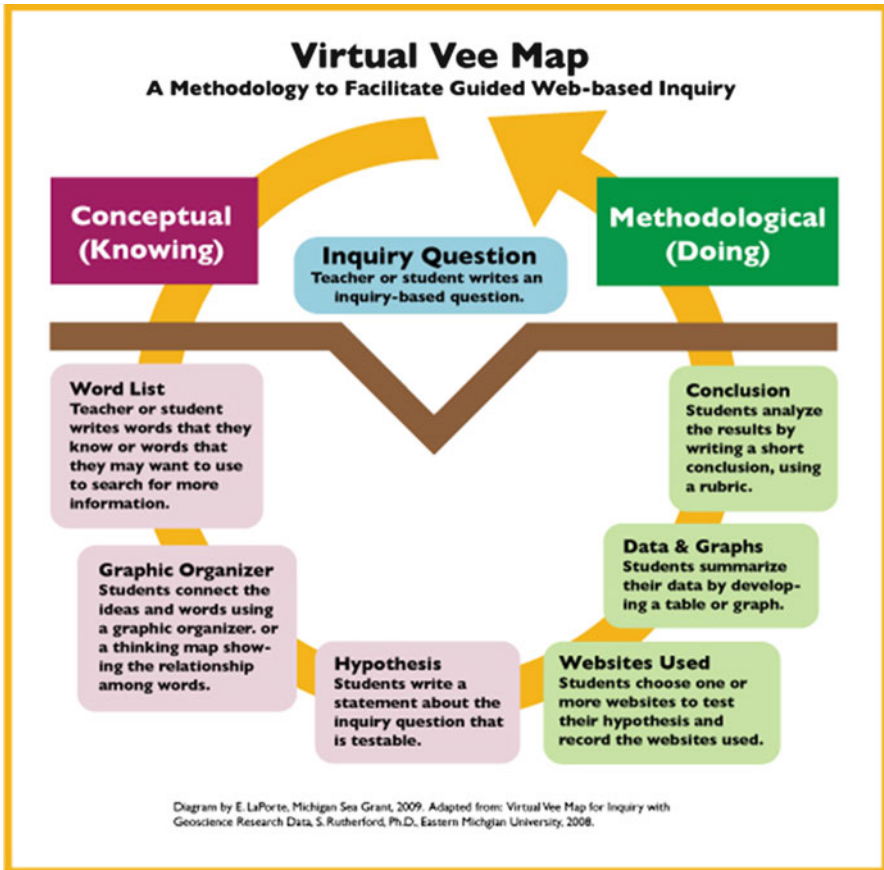 Virtual Vee Map
A Methodology to Facilitate Guided Web-based Inquiry
Conceptual
(Knowing)
Methodological
(Doing)
Inquiry Question
Teacher or student writes an
inquiry-based question.
Word List
Teacher or student
writes words that they
know or words that
they may want to use
to search for more
information.
Graphic Organizer
Students connect the
ideas and words using
a graphic organizer. or
a thinking map show-
ing the relationship
among words.
Hypothesis
Students write a
statement about the
inquiry question that
is testable.
Websites Used
Students choose one or
more websites to test
their hypothesis and
record the websites used.
Data & Graphs
Students summarize
their data by develop-
ing a table or graph.
Conclusion
Students analyze
the results by
writing a short
conclusion, using
a rubric.
Diagram by E. LaPorte, Michigan Sea Grant, 2009. Adapted from: Virtual Vee Map for Inquiry with
Geoscience Research Data, S. Rutherford, Ph.D., Eastern Michgian University, 2008.